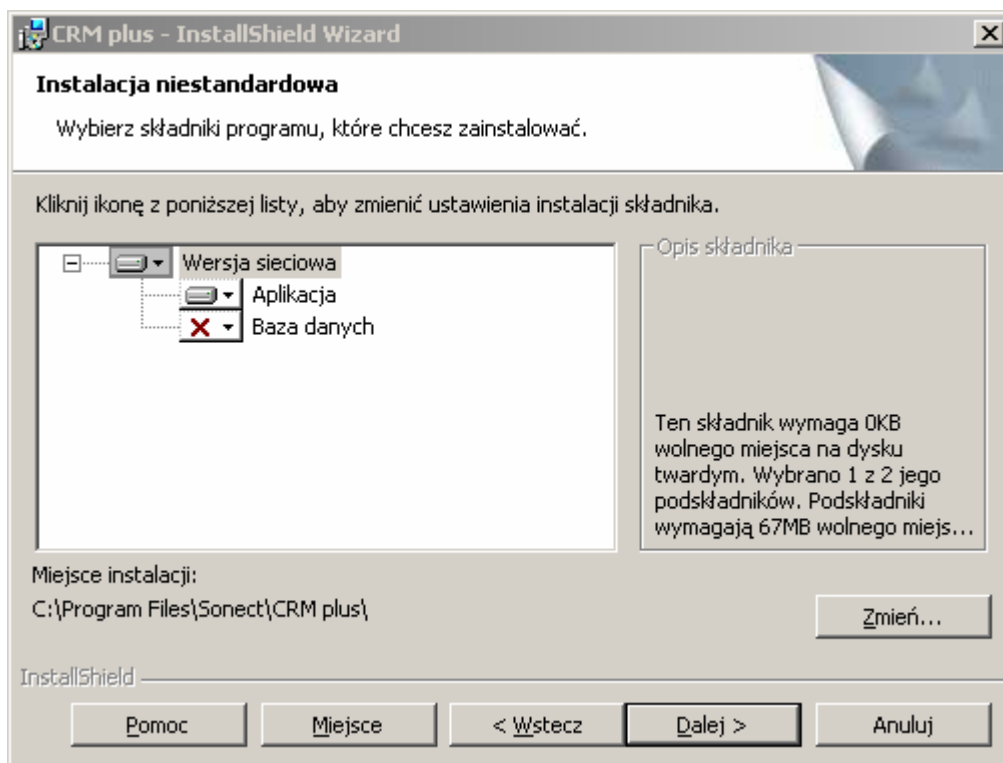 CRM plus - InstallShield Wizard
Instalacja niestandardowa
Wybierz składniki programu, które chcesz zainstalować.
Kliknij ikonę z poniższej listy, aby zmienić ustawienia instalacji składnika.
Wersja sieciowa
Aplikacja
Baza danych
Opis składnika
Ten składnik wymaga 0KB
wolnego miejsca na dysku
twardym. Wybrano 1 z 2 jego
podskładników. Podskładniki
wymagają 67MB wolnego miejs...
Miejsce instalacji:
C:\Program Files\Sonect\CRM plus\
Zmień...
InstallShield
Pomoc
Miejsce
< Wstecz
Dalej >
Anuluj